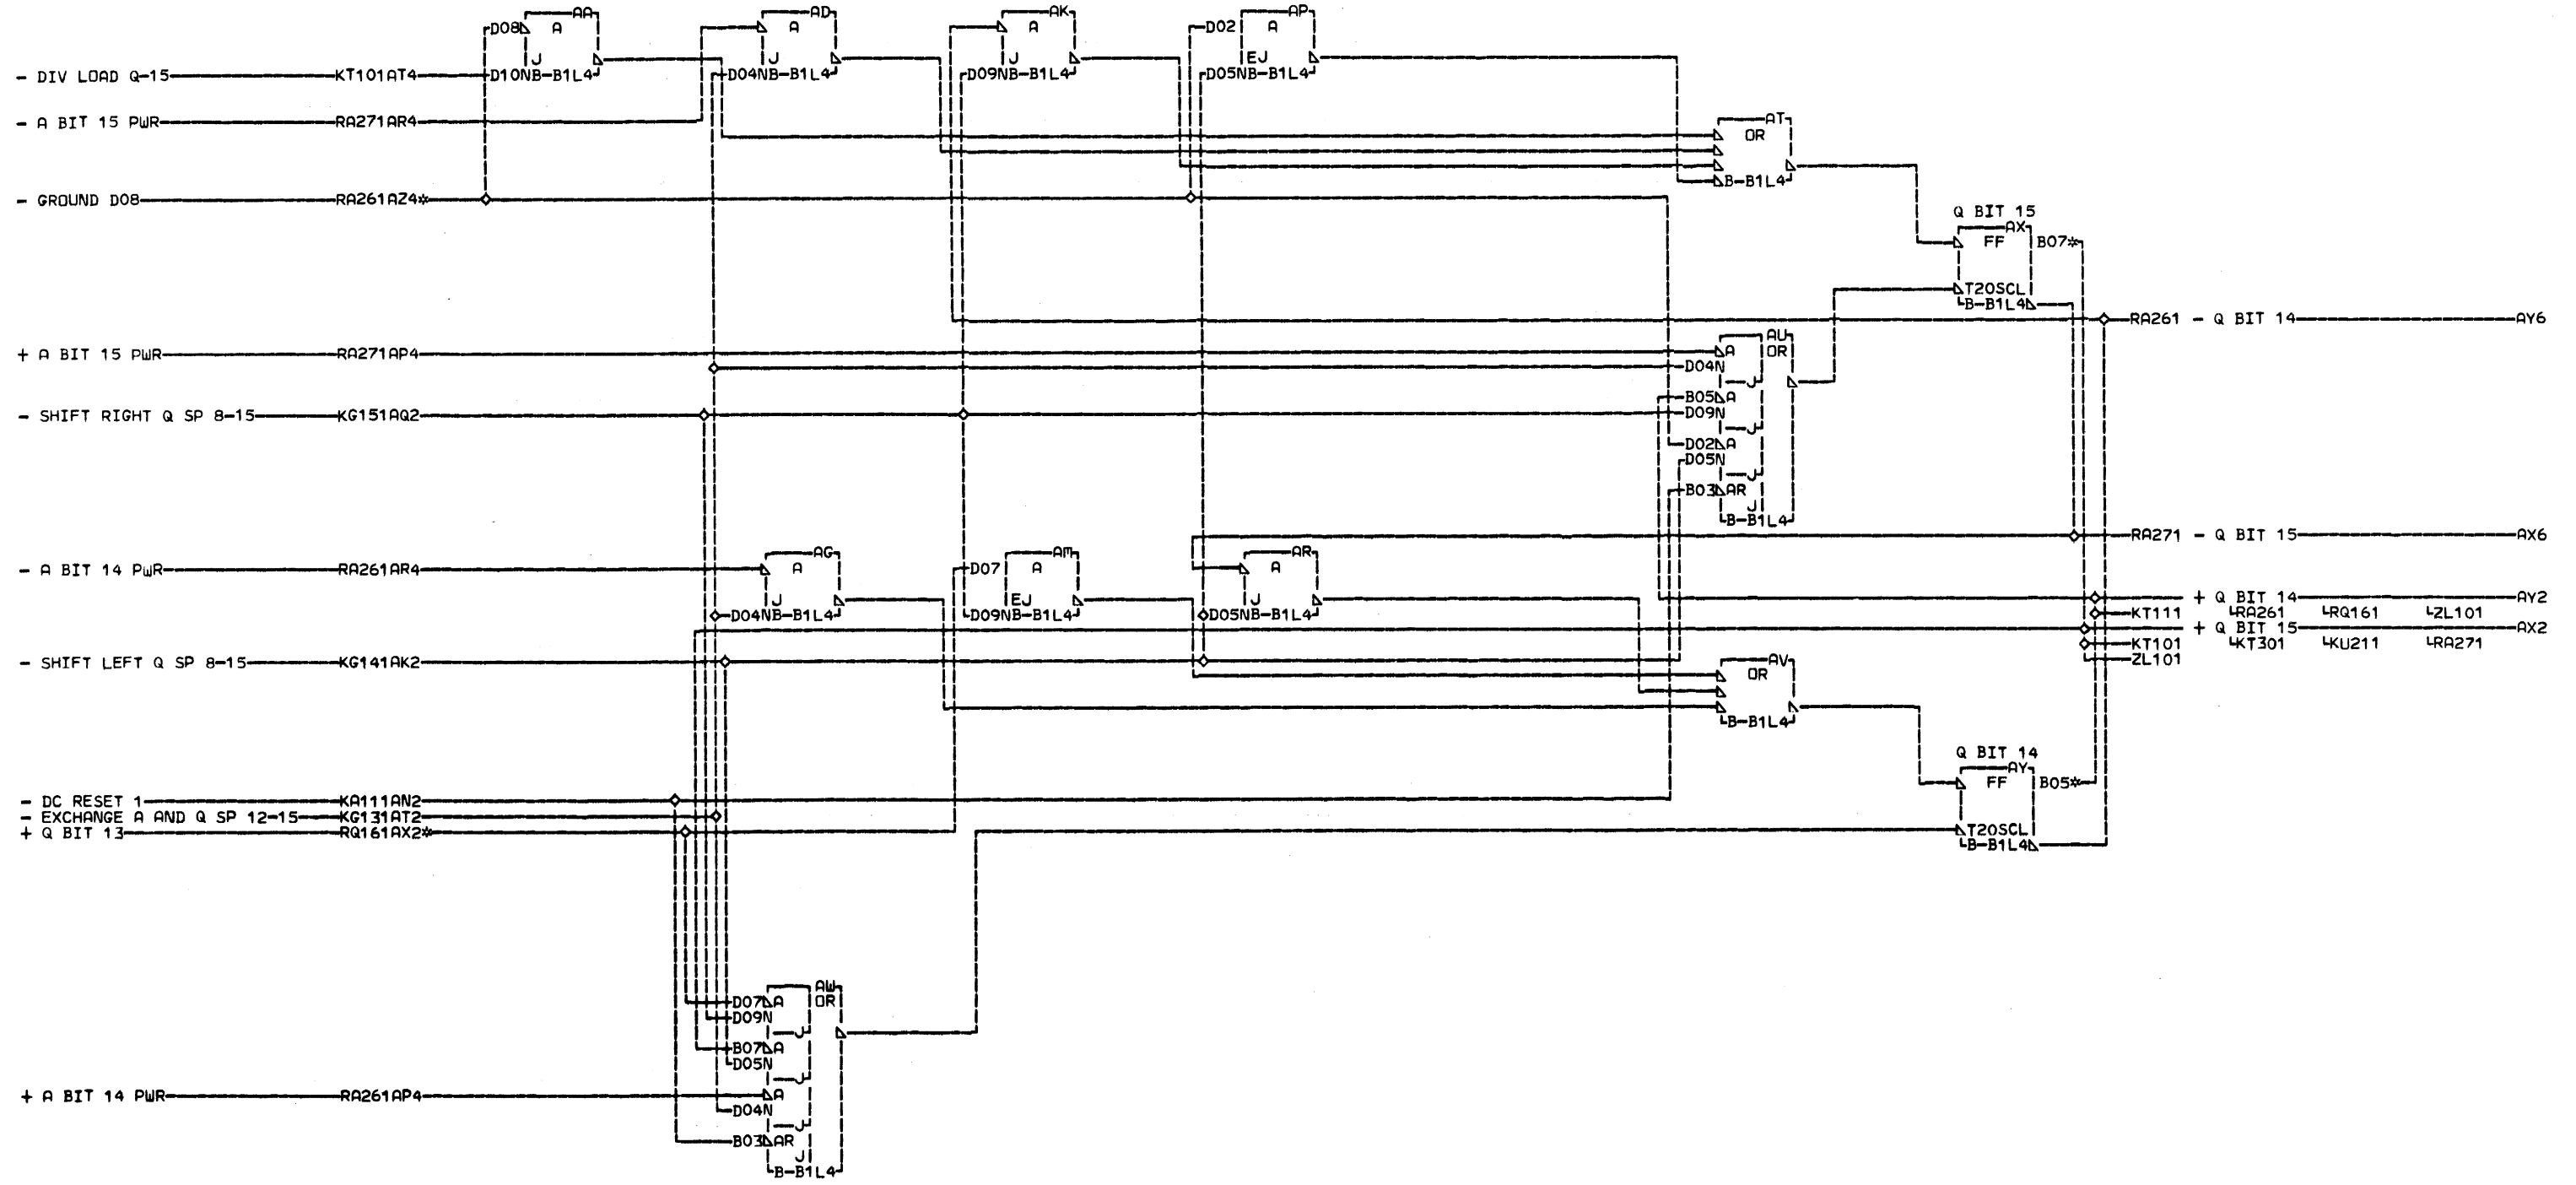 AA AD AK AP
D08 A A A D02 A
J J J EJ
- DIV LOAD Q-15 KT101AT4 D10NB-B1L4 D04NB-B1L4 D09NB-B1L4 D05NB-B1L4
- A BIT 15 PWR RA271AR4 AT
OR
B-B1L4
- GROUND D08 RA261AZ4*
Q BIT 15
AX
FF B07*
T20SCL
B-B1L4
RA261 - Q BIT 14 AY6
AU
+ A BIT 15 PWR RA271AP4 A OR
D04N
J
B05 A
- SHIFT RIGHT Q SP 8-15 KG151AQ2 D09N
J
D02 A
D05N
J
B03 AR
J
B-B1L4
RA271 - Q BIT 15 AX6
AG AM AR
- A BIT 14 PWR RA261AR4 A D07 A A
J EJ J
+ Q BIT 14 AY2
D04NB-B1L4 D09NB-B1L4 D05NB-B1L4 KT111 RA261 RQ161 ZL101
+ Q BIT 15 AX2
KT101 KT301 KU211 RA271
ZL101
- SHIFT LEFT Q SP 8-15 KG141AK2 AV
OR
B-B1L4
Q BIT 14
AY
FF B05*
- DC RESET 1 KA111AN2
- EXCHANGE A AND Q SP 12-15 KG131AT2
+ Q BIT 13 RQ161AX2* T20SCL
B-B1L4
AW
D07 A OR
D09N
J
B07 A
D05N
J
+ A BIT 14 PWR RA261AP4 A
D04N
J
B03 AR
J
B-B1L4